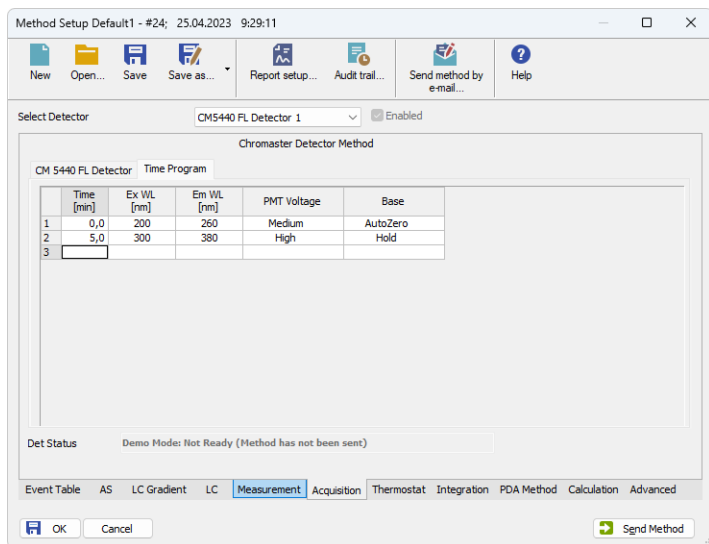 Method Setup Default1 - #24; 25.04.2023 9:29:11
New Open... Save Save as... Report setup... Audit trail... Send method by e-mail... Help
Select Detector CM5440 FL Detector 1 Enabled
Chromaster Detector Method
CM 5440 FL Detector Time Program
Time [min] Ex WL [nm] Em WL [nm] PMT Voltage Base
1 0,0 200 260 Medium AutoZero
2 5,0 300 380 High Hold
3
Det Status Demo Mode: Not Ready (Method has not been sent)
Event Table AS LC Gradient LC Measurement Acquisition Thermostat Integration PDA Method Calculation Advanced
OK Cancel Send Method